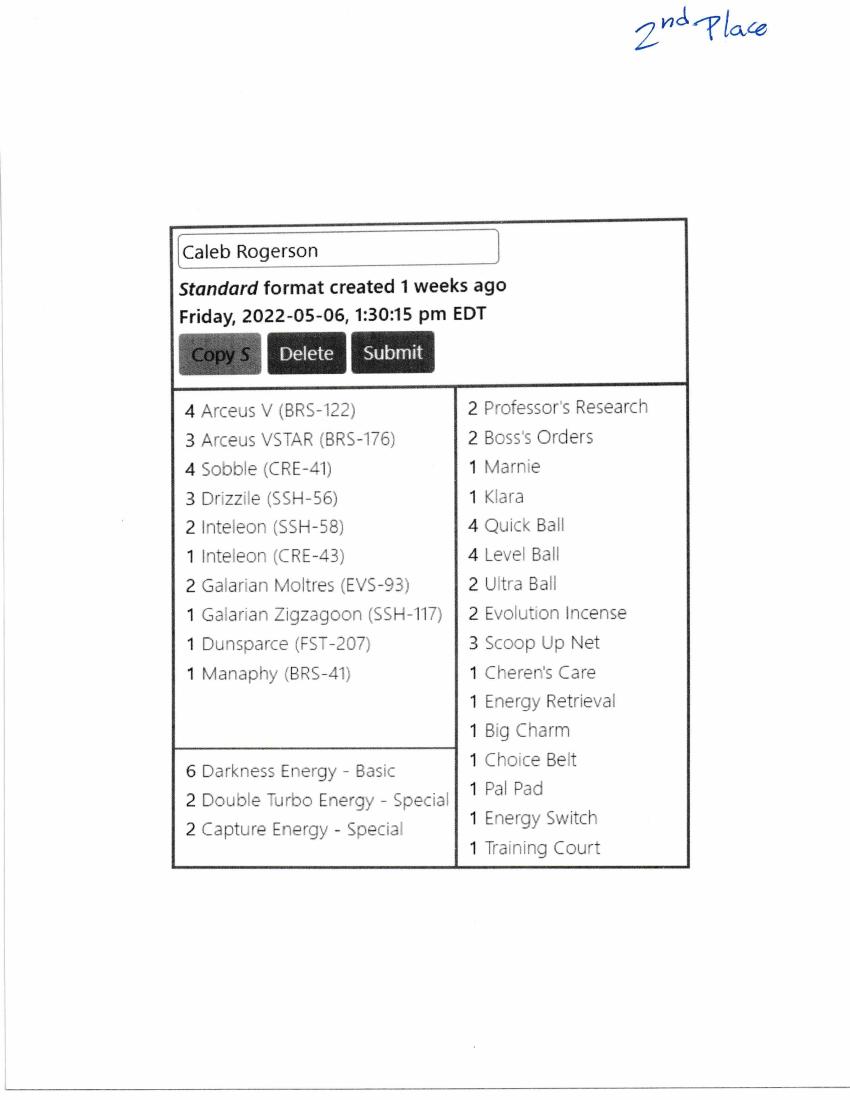 2nd Place
Caleb Rogerson
Standard format created 1 weeks ago
Friday, 2022-05-06, 1:30:15 pm EDT
Copy S Delete Submit
4 Arceus V (BRS-122)
3 Arceus VSTAR (BRS-176)
4 Sobble (CRE-41)
3 Drizzile (SSH-56)
2 Inteleon (SSH-58)
1 Inteleon (CRE-43)
2 Galarian Moltres (EVS-93)
1 Galarian Zigzagoon (SSH-117)
1 Dunsparce (FST-207)
1 Manaphy (BRS-41)
6 Darkness Energy - Basic
2 Double Turbo Energy - Special
2 Capture Energy - Special
2 Professor's Research
2 Boss's Orders
1 Marnie
1 Klara
4 Quick Ball
4 Level Ball
2 Ultra Ball
2 Evolution Incense
3 Scoop Up Net
1 Cheren's Care
1 Energy Retrieval
1 Big Charm
1 Choice Belt
1 Pal Pad
1 Energy Switch
1 Training Court